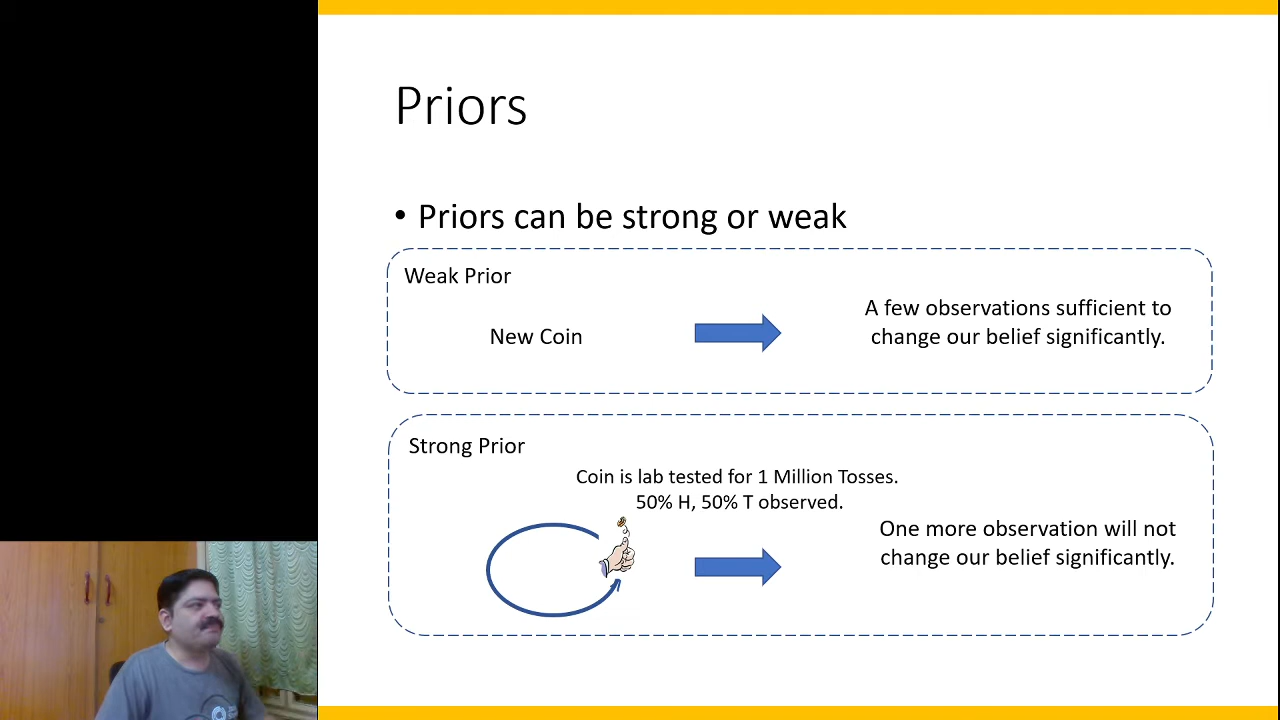 Priors
• Priors can be strong or weak
Weak Prior
New Coin
A few observations sufficient to
change our belief significantly.
Strong Prior
Coin is lab tested for 1 Million Tosses.
50% H, 50% T observed.
One more observation will not
change our belief significantly.